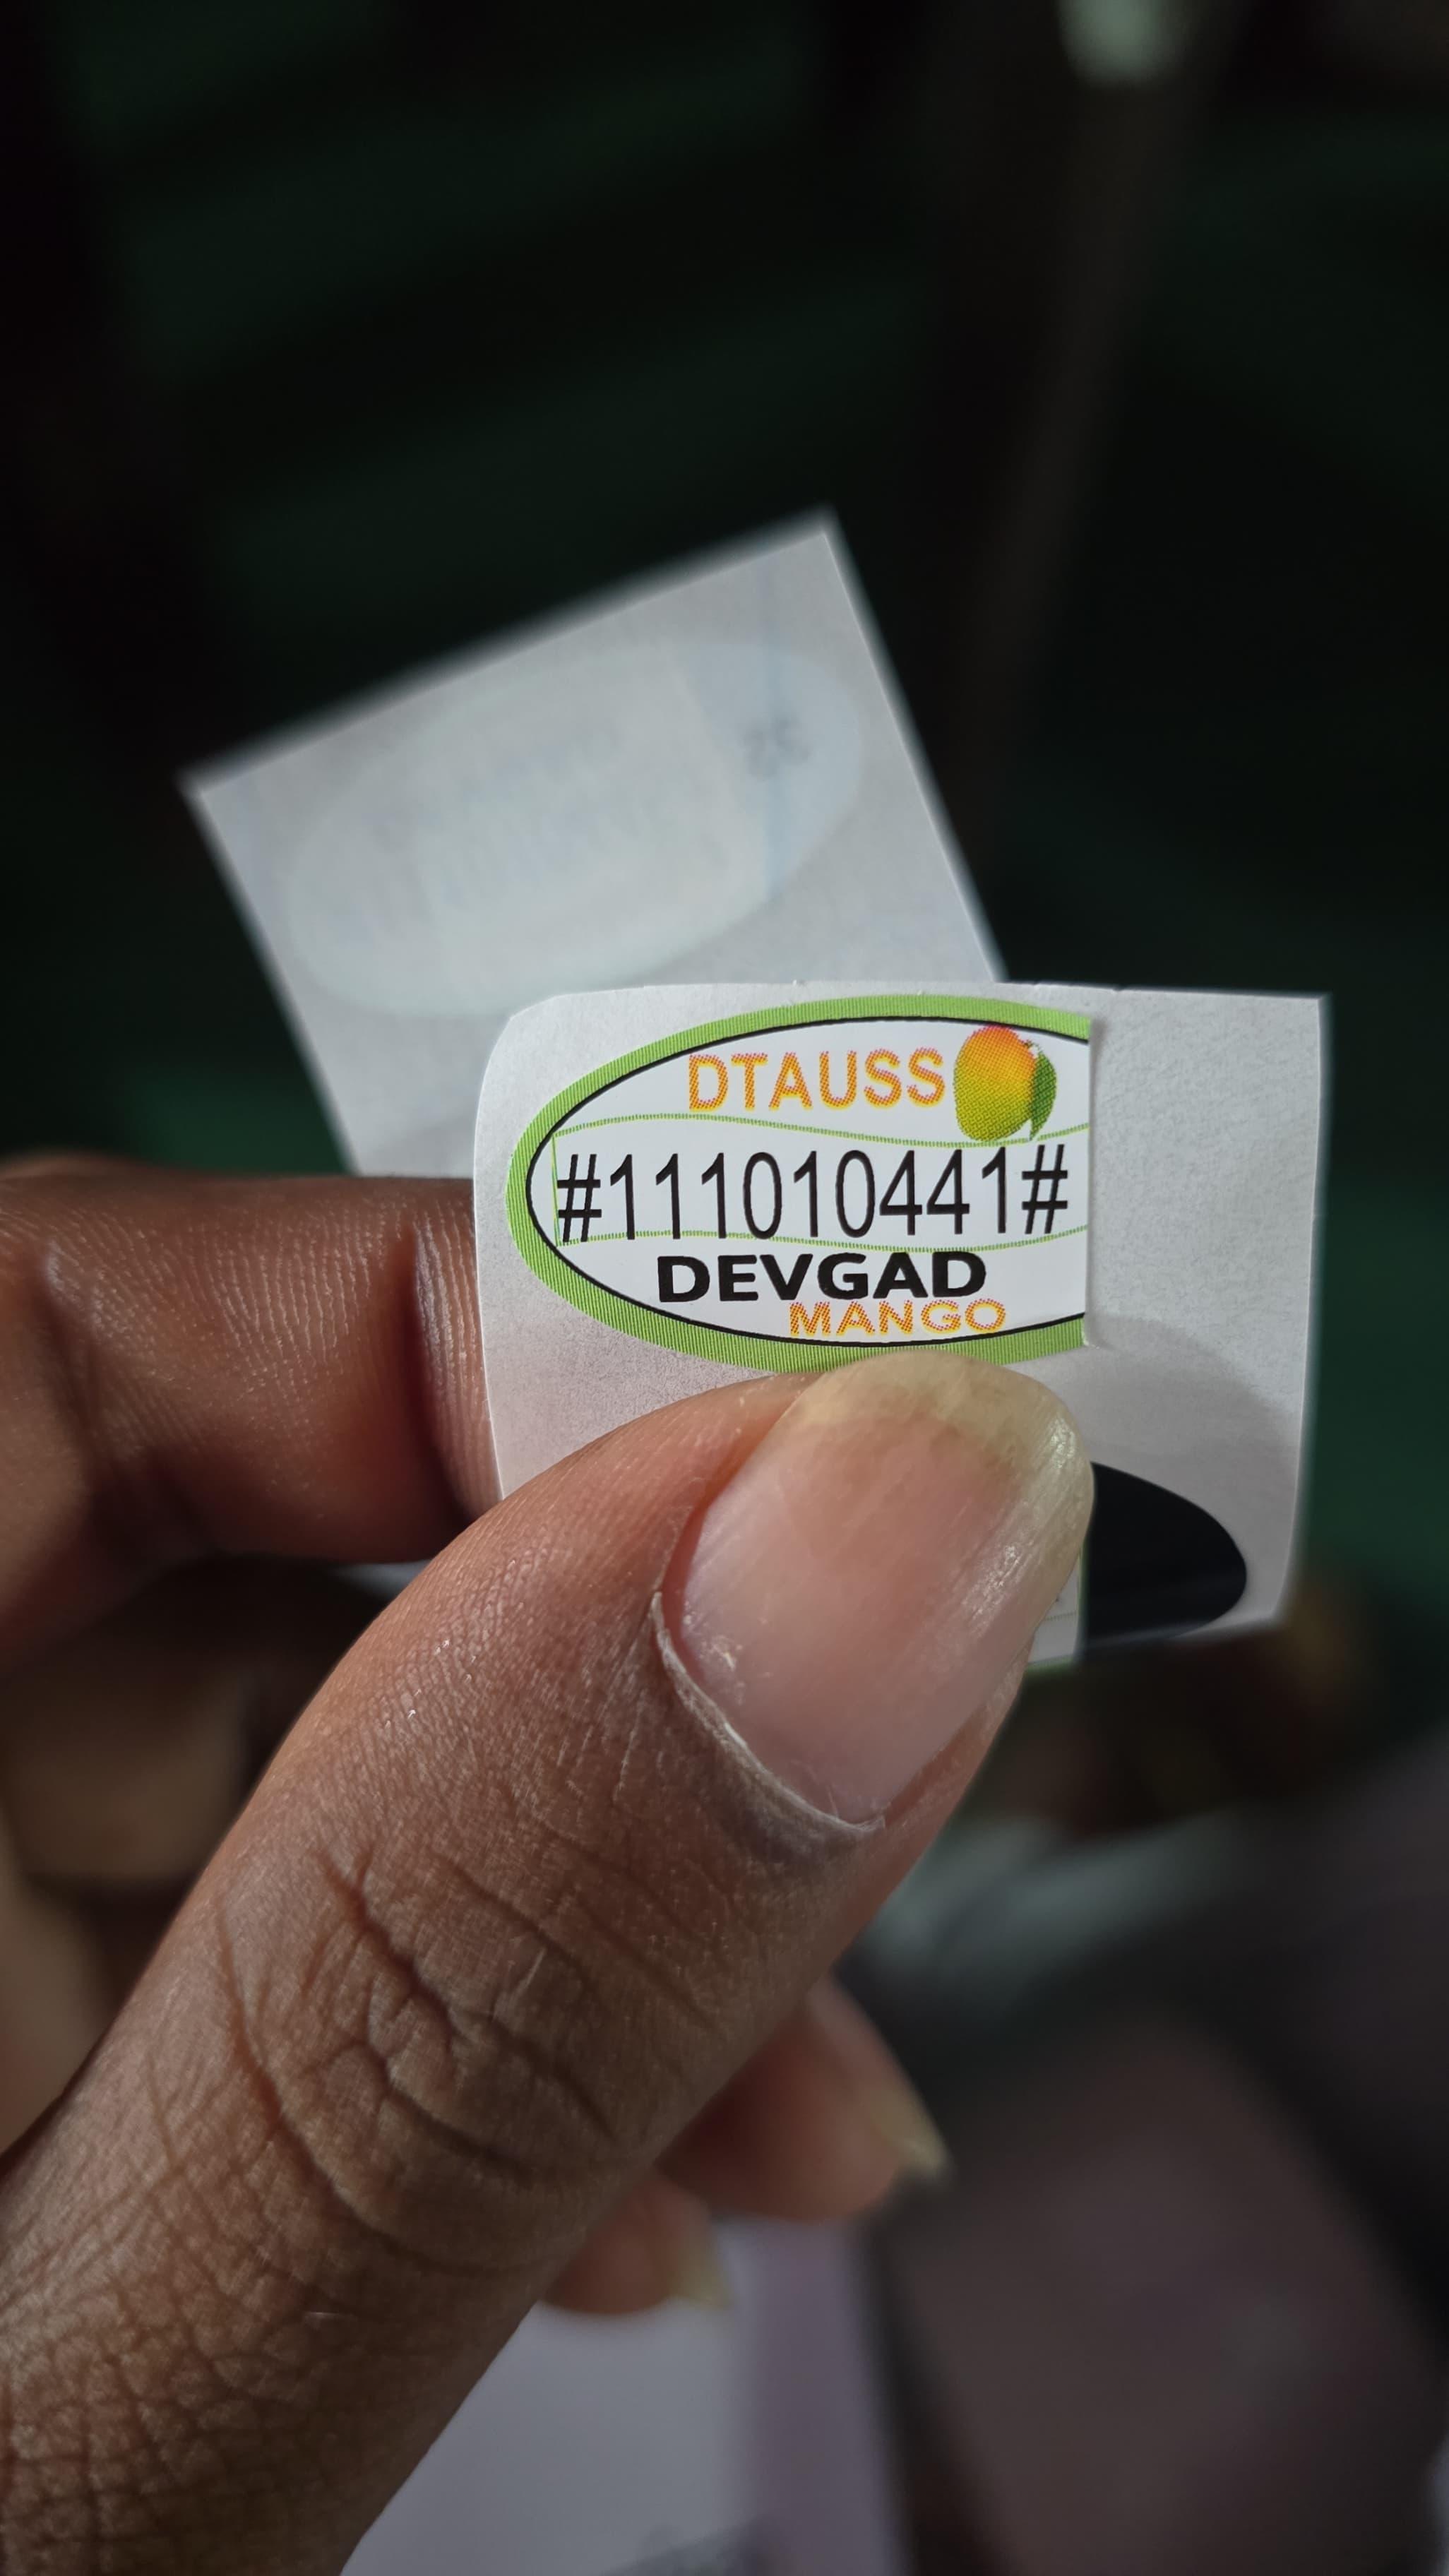 DTAUSS
#111010441#
DEVGAD
MANGO